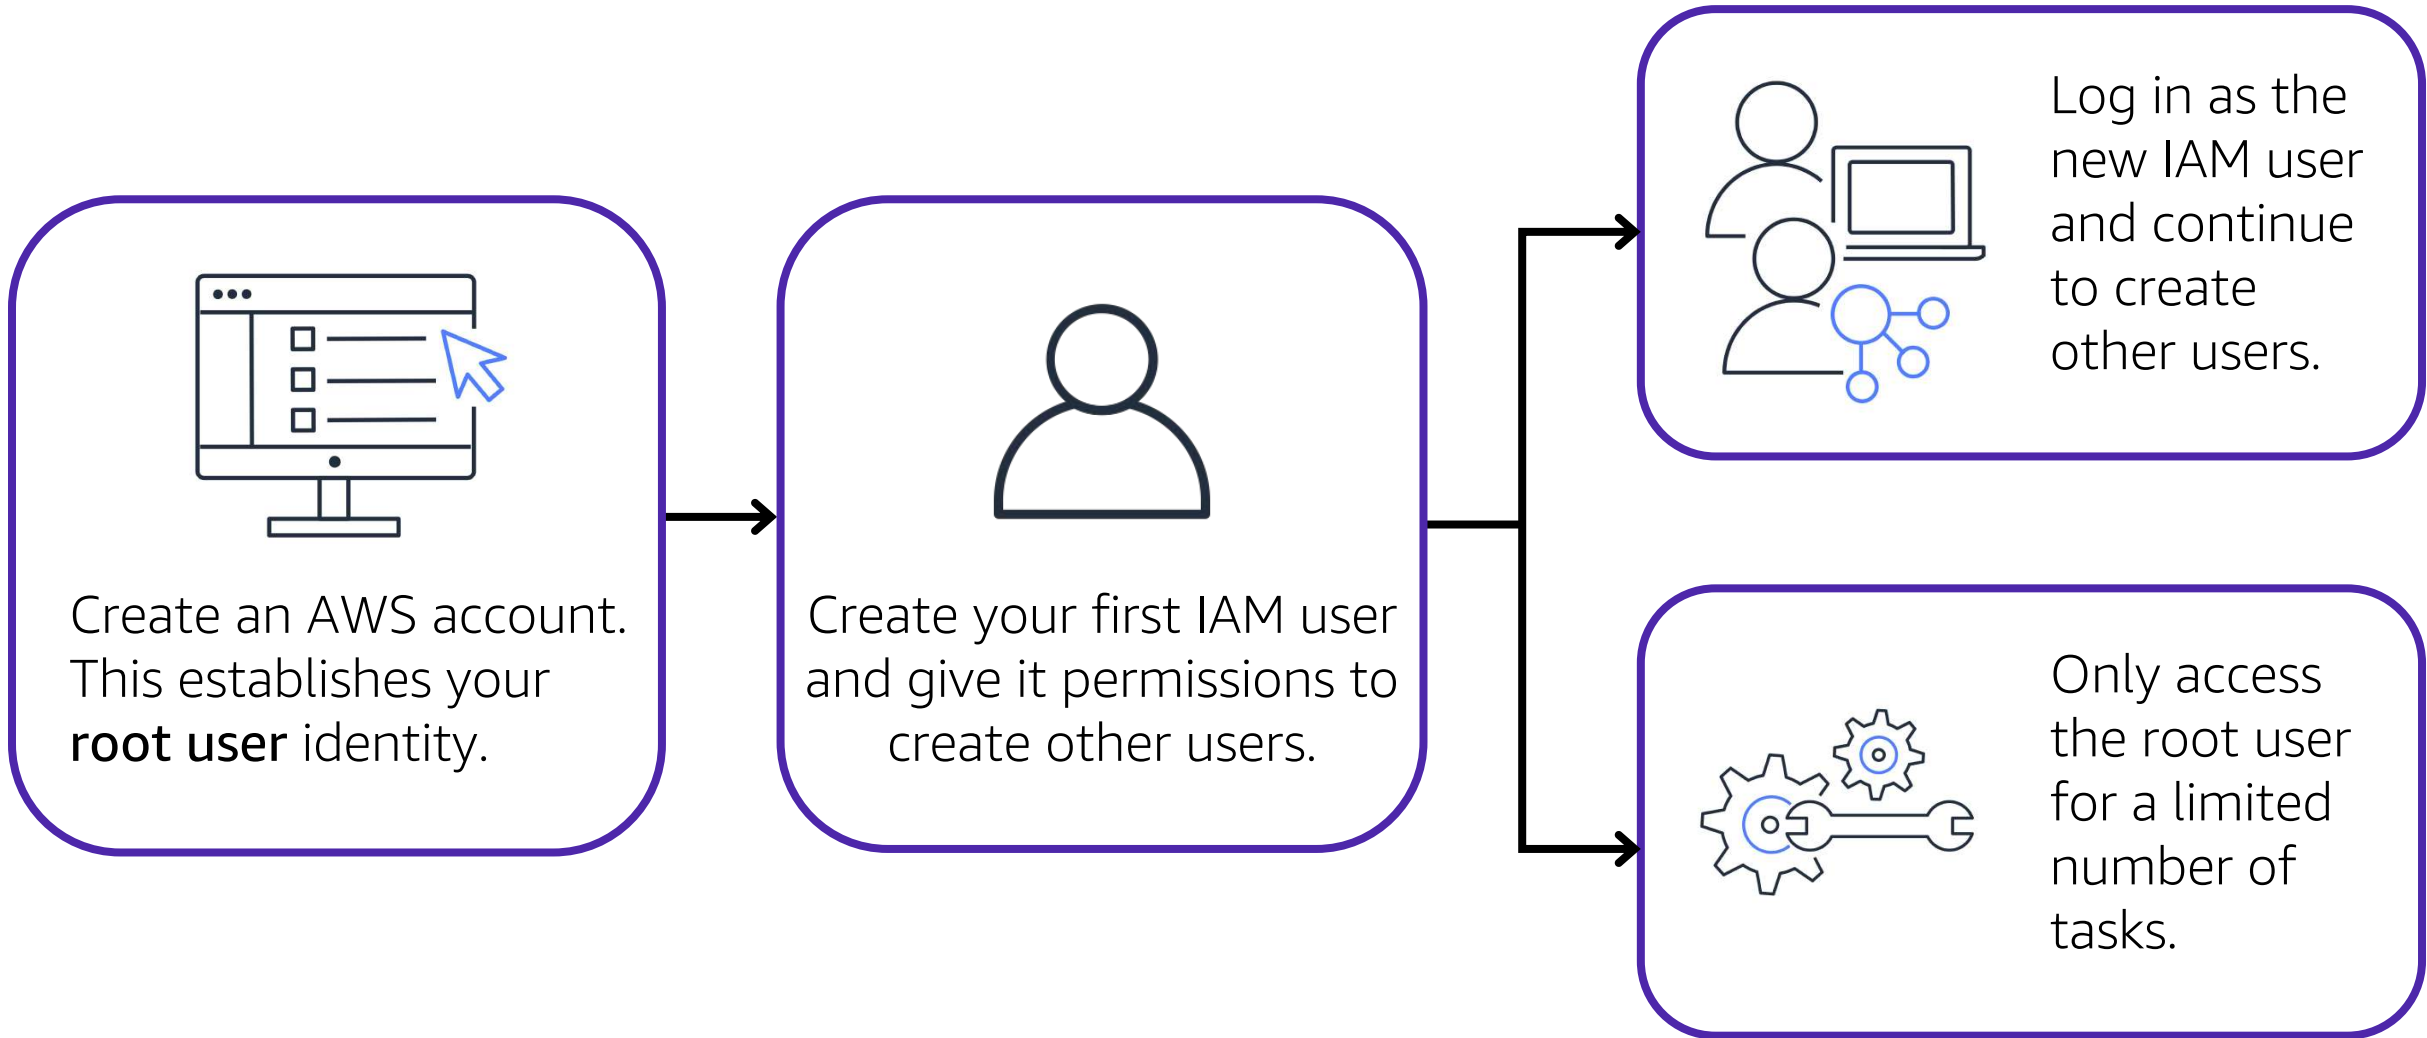 Create an AWS account.
This establishes your
root user identity.
Create your first IAM user
and give it permissions to
create other users.
Log in as the
new IAM user
and continue
to create
other users.
Only access
the root user
for a limited
number of
tasks.